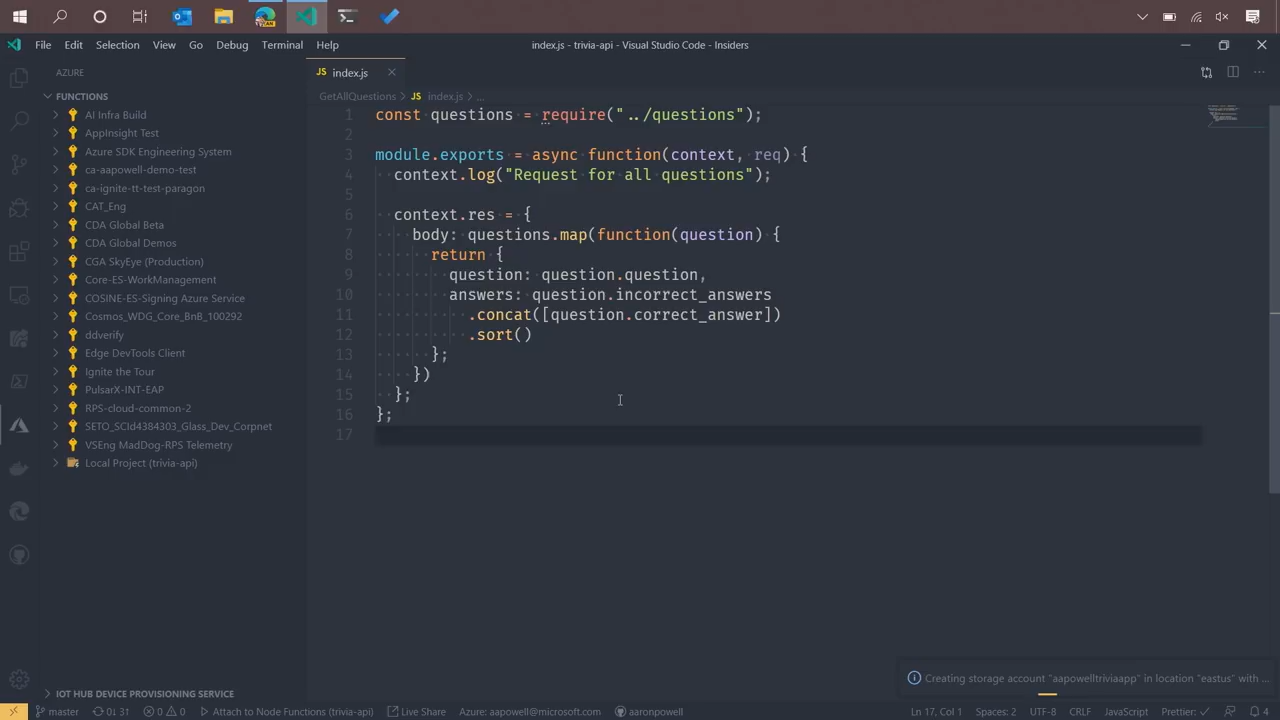 File Edit Selection View Go Debug Terminal Help
index.js - trivia-api - Visual Studio Code - Insiders
AZURE
FUNCTIONS
AI Infra Build
AppInsight Test
Azure SDK Engineering System
ca-aapowell-demo-test
ca-ignite-tt-test-paragon
CAT_Eng
CDA Global Beta
CDA Global Demos
CGA SkyEye (Production)
Core-ES-WorkManagement
COSINE-ES-Signing Azure Service
Cosmos_WDG_Core_BnB_100292
ddverify
Edge DevTools Client
Ignite the Tour
PulsarX-INT-EAP
RPS-cloud-common-2
SETO_SCId4384303_Glass_Dev_Corpnet
VSEng MadDog-RPS Telemetry
Local Project (trivia-api)
IOT HUB DEVICE PROVISIONING SERVICE
JS index.js
GetAllQuestions > JS index.js > ...
1 const questions = require("../questions");
2
3 module.exports = async function(context, req) {
4 context.log("Request for all questions");
5
6 context.res = {
7 body: questions.map(function(question) {
8 return {
9 question: question.question,
10 answers: question.incorrect_answers
11 .concat([question.correct_answer])
12 .sort()
13 };
14 })
15 };
16 };
17
Creating storage account "aapowelltriviaapp" in location "eastus" with ...
master 0↓ 3↑ 0 0 Attach to Node Functions (trivia-api) Live Share Azure: aapowell@microsoft.com aaronpowell Ln 17, Col 1 Spaces: 2 UTF-8 CRLF JavaScript Prettier: ✓ 4